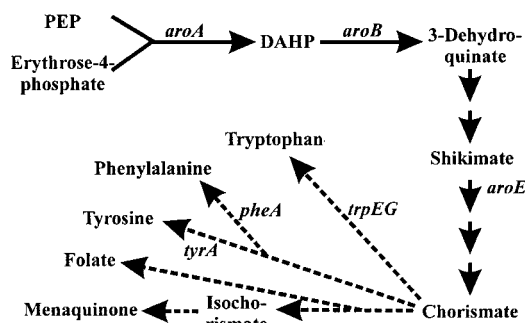 PEP
aroA
DAHP
aroB
3-Dehydro-
quinate
Erythrose-4-
phosphate
Tryptophan
Shikimate
Phenylalanine
aroE
pheA
trpEG
Tyrosine
tyrA
Folate
Menaquinone
Isocho-
rismate
Chorismate